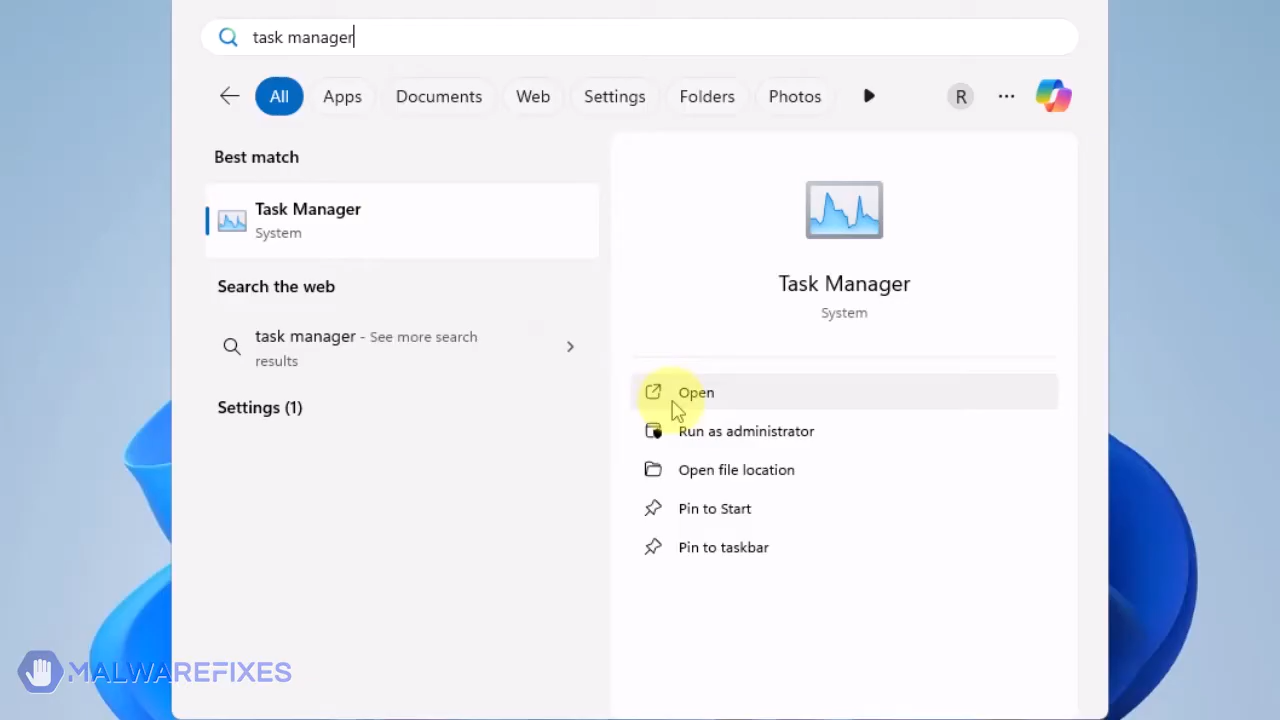 task manager
All Apps Documents Web Settings Folders Photos R
Best match
Task Manager
System
Search the web
task manager - See more search
results
Settings (1)
Task Manager
System
Open
Run as administrator
Open file location
Pin to Start
Pin to taskbar
MALWAREFIXES